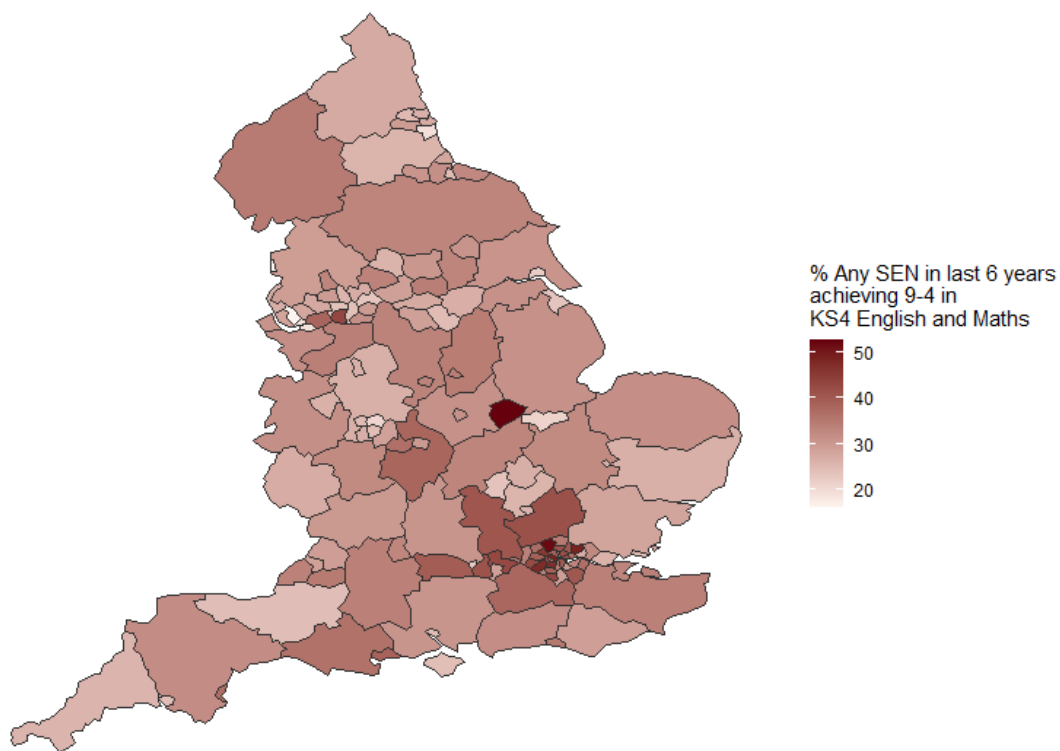 % Any SEN in last 6 years
achieving 9-4 in
KS4 English and Maths
50
40
30
20